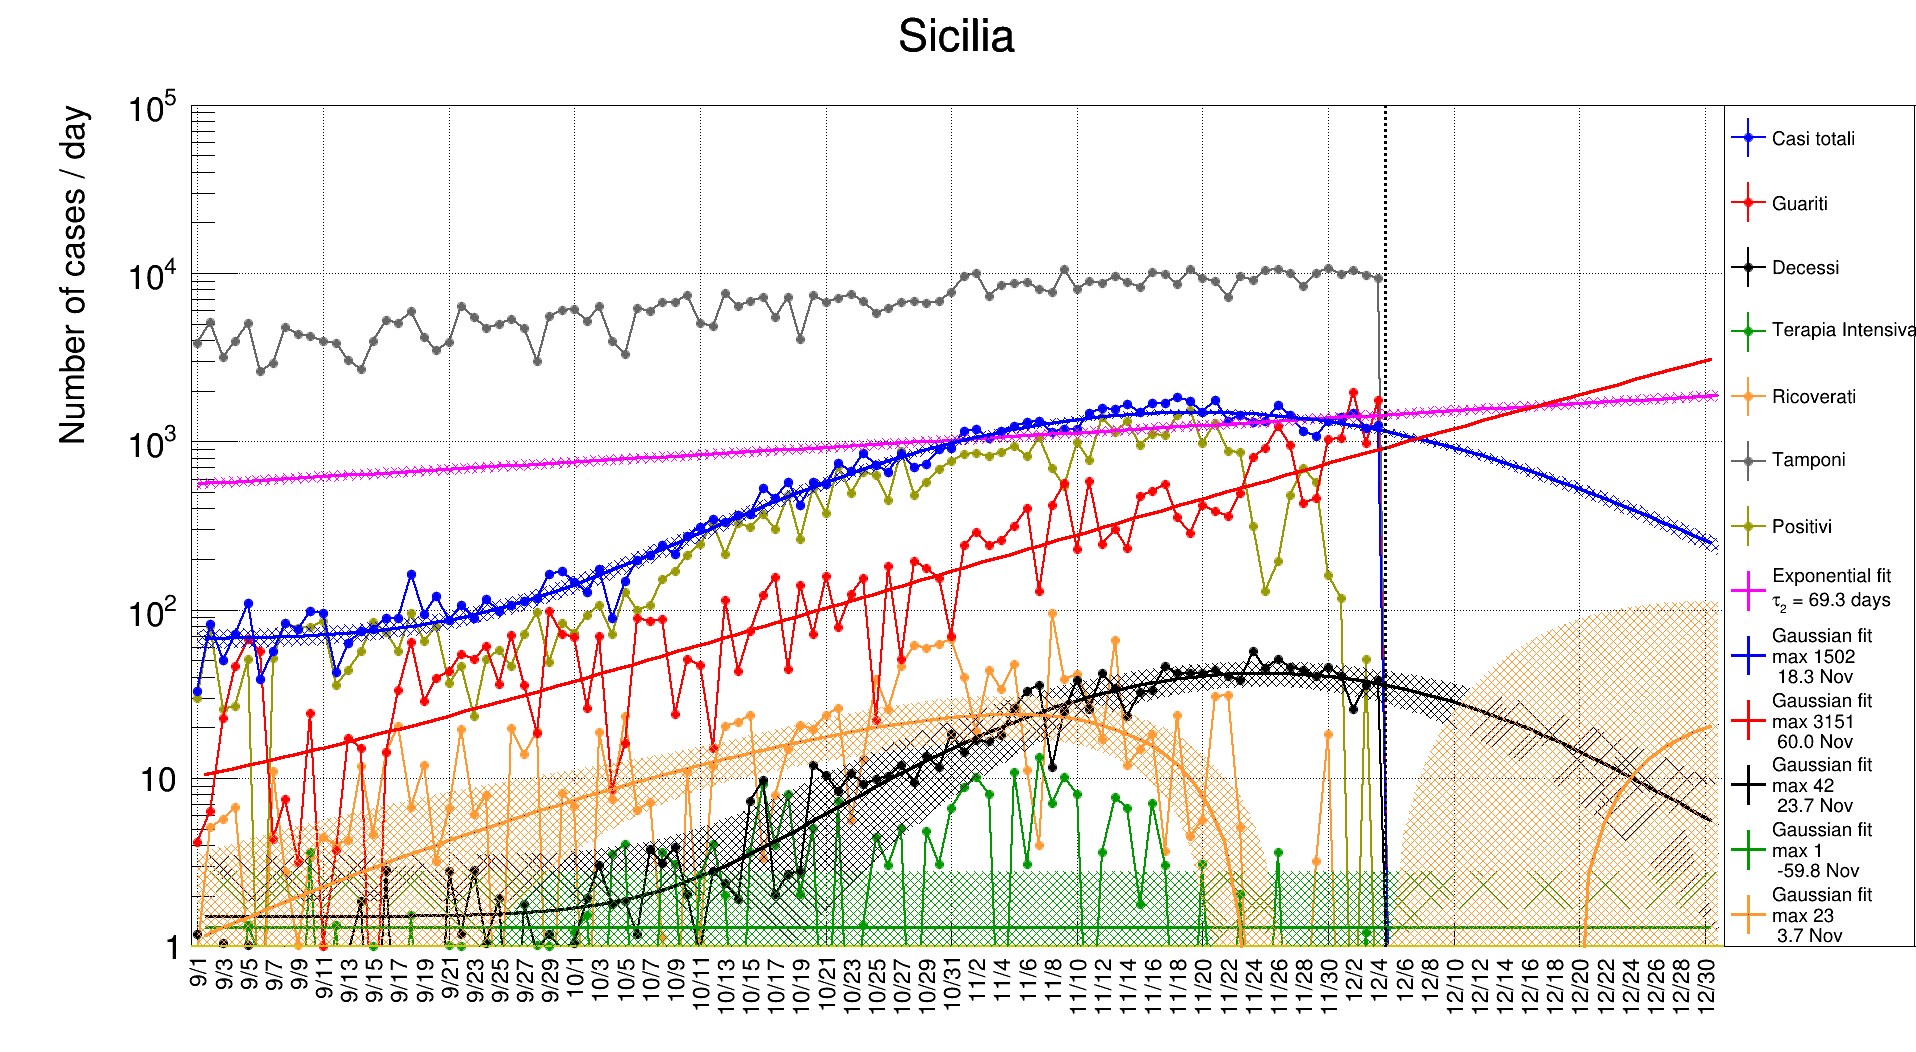 Sicilia
Number of cases / day
10^5
10^4
10^3
10^2
10
1
9/1
9/3
9/5
9/7
9/9
9/11
9/13
9/15
9/17
9/19
9/21
9/23
9/25
9/27
9/29
10/1
10/3
10/5
10/7
10/9
10/11
10/13
10/15
10/17
10/19
10/21
10/23
10/25
10/27
10/29
10/31
11/2
11/4
11/6
11/8
11/10
11/12
11/14
11/16
11/18
11/20
11/22
11/24
11/26
11/28
11/30
12/2
12/4
12/6
12/8
12/10
12/12
12/14
12/16
12/18
12/20
12/22
12/24
12/26
12/28
12/30
Casi totali
Guariti
Decessi
Terapia Intensiva
Ricoverati
Tamponi
Positivi
Exponential fit
τ₂ = 69.3 days
Gaussian fit
max 1502
18.3 Nov
Gaussian fit
max 3151
60.0 Nov
Gaussian fit
max 42
23.7 Nov
Gaussian fit
max 1
-59.8 Nov
Gaussian fit
max 23
3.7 Nov